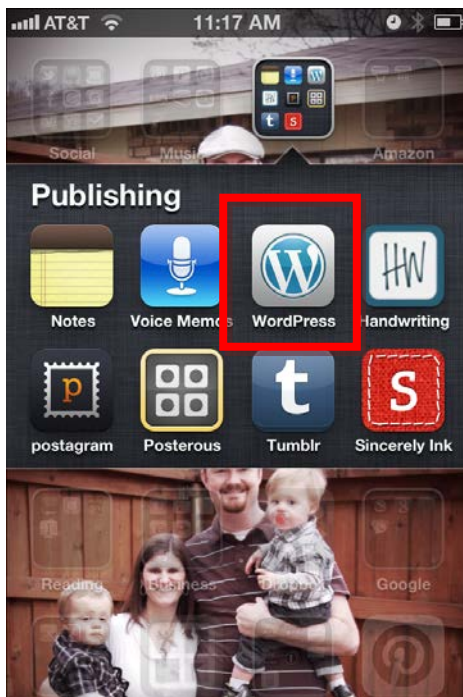 AT&T 11:17 AM
Social Music Amazon
Publishing
Notes Voice Memos WordPress Handwriting
HW
p t S
postagram Posterous Tumblr Sincerely Ink
Reading Business Google